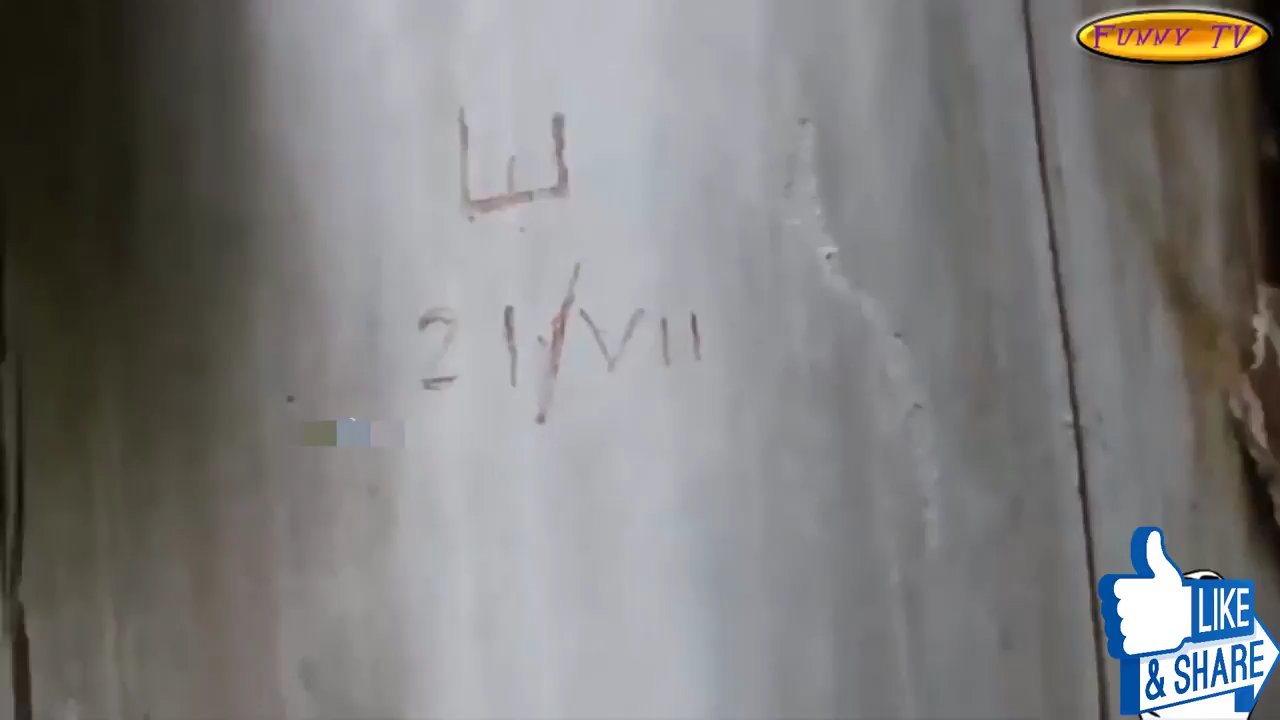 FUNNY TV
Ш
21/VII
LIKE
& SHARE